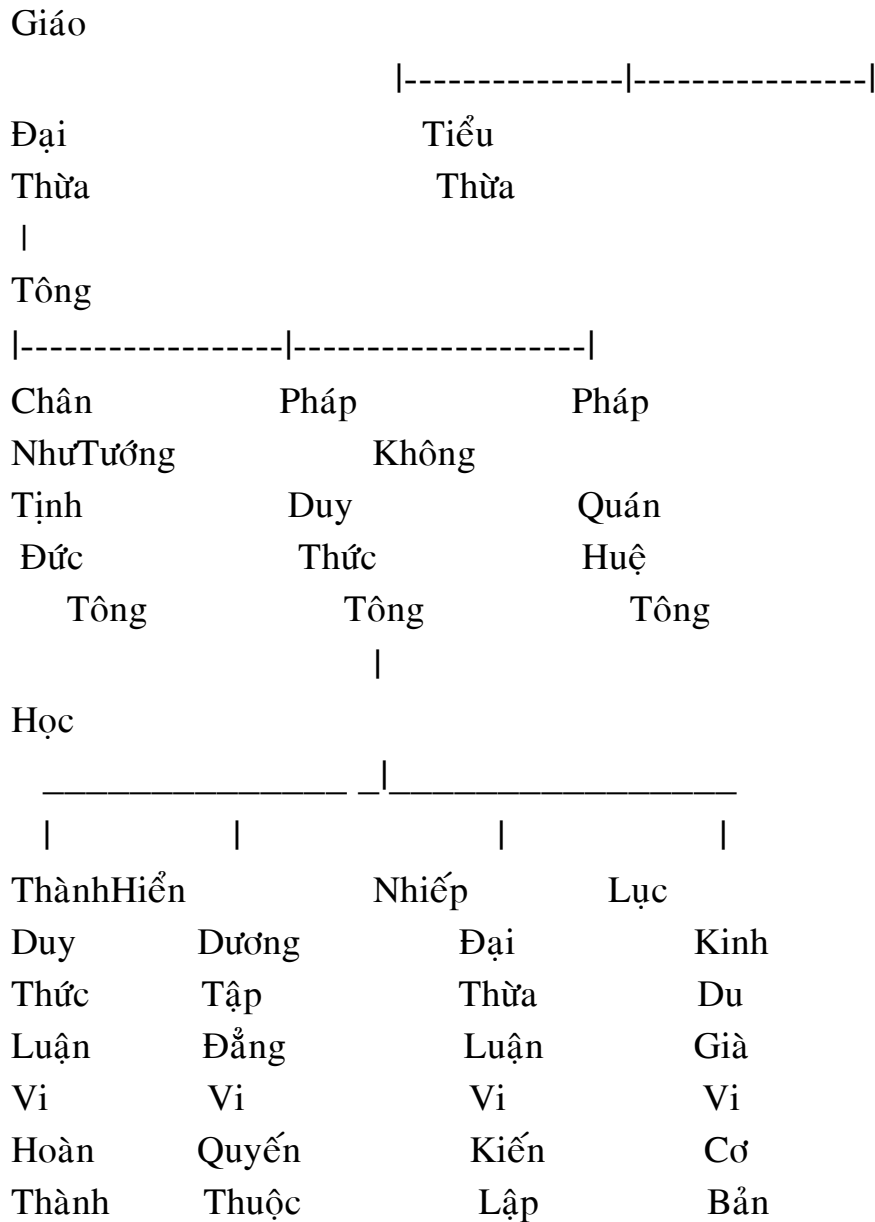 Giáo
|---------------|----------------|
Đại Tiểu
Thừa Thừa
|
Tông
|------------------|--------------------|
Chân Pháp Pháp
NhưTướng Không
Tịnh Duy Quán
Đức Thức Huệ
Tông Tông Tông
|
Học
______________ _|________________
| | | |
ThànhHiển Nhiếp Lục
Duy Dương Đại Kinh
Thức Tập Thừa Du
Luận Đẳng Luận Già
Vi Vi Vi Vi
Hoàn Quyến Kiến Cơ
Thành Thuộc Lập Bản